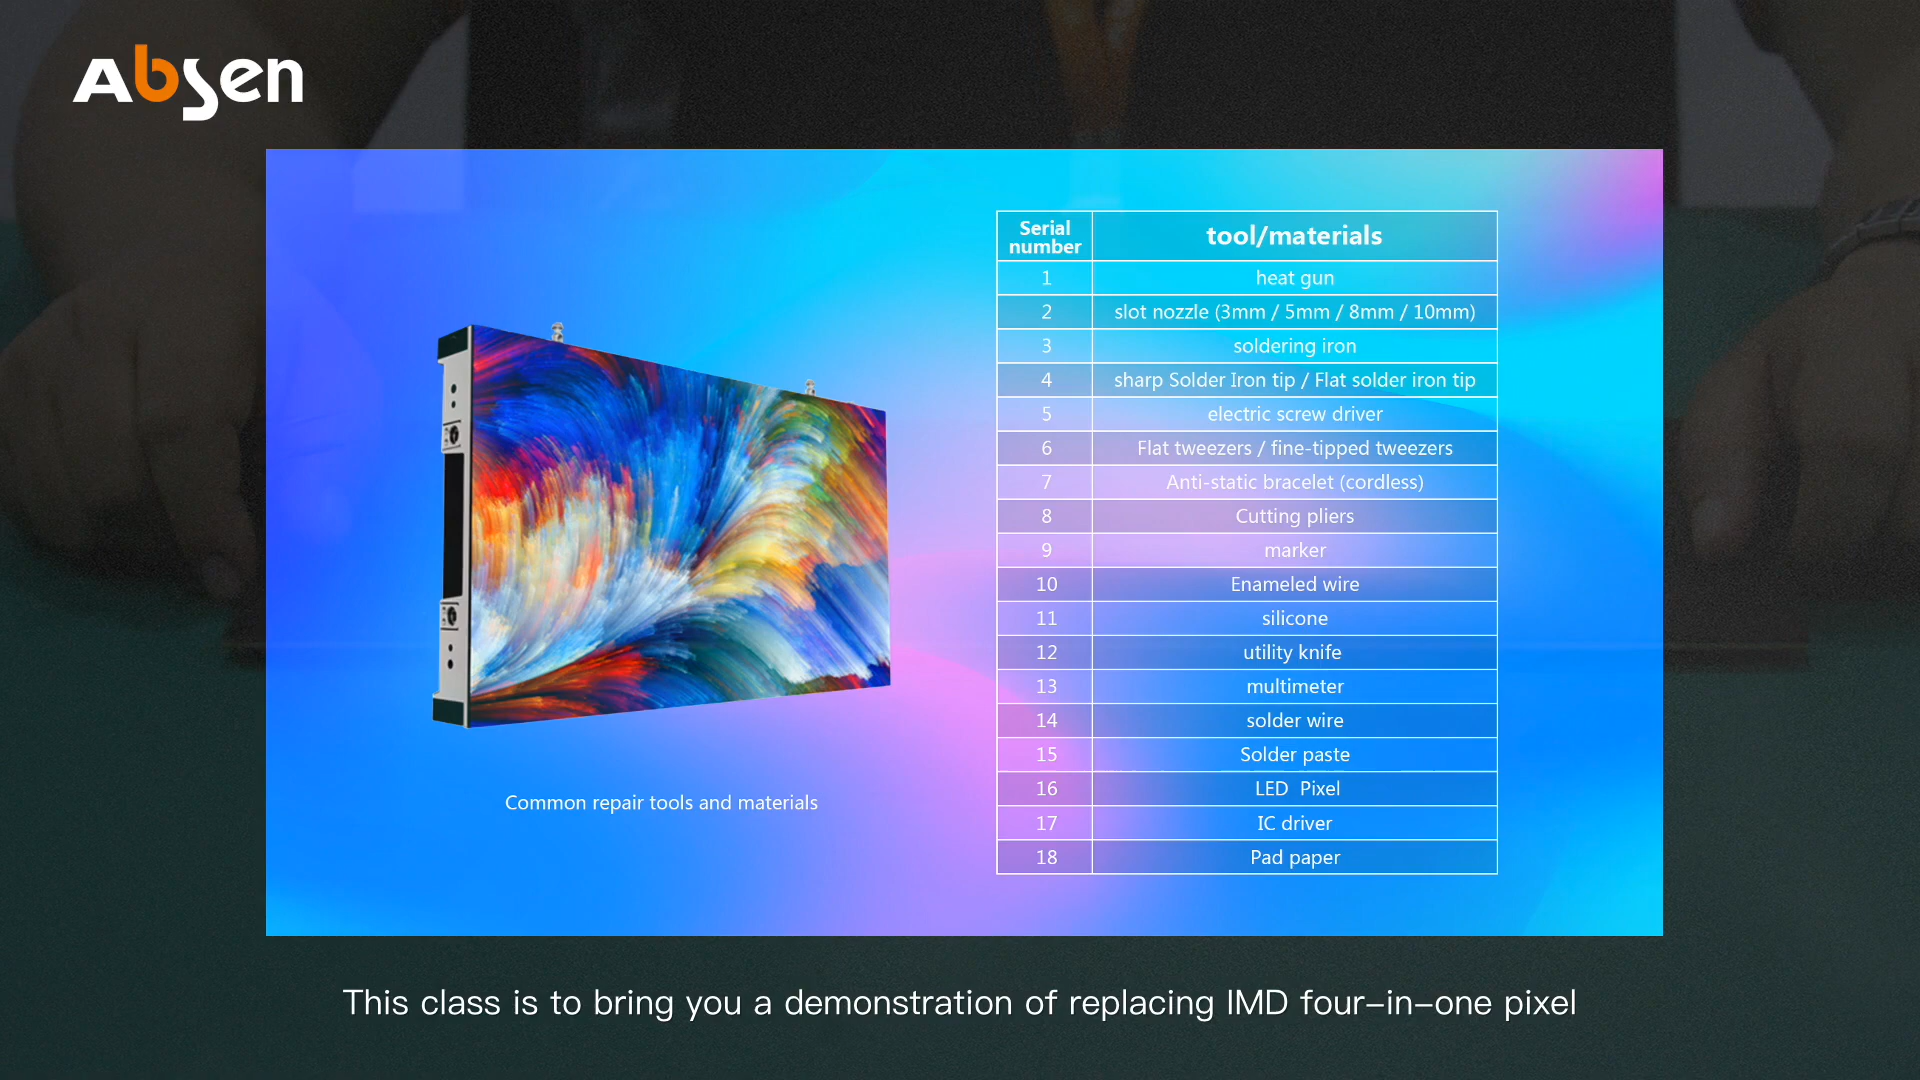 Absen
Serial number
tool/materials
1 heat gun
2 slot nozzle (3mm / 5mm / 8mm / 10mm)
3 soldering iron
4 sharp Solder Iron tip / Flat solder iron tip
5 electric screw driver
6 Flat tweezers / fine-tipped tweezers
7 Anti-static bracelet (cordless)
8 Cutting pliers
9 marker
10 Enameled wire
11 silicone
12 utility knife
13 multimeter
14 solder wire
15 Solder paste
16 LED Pixel
17 IC driver
18 Pad paper
Common repair tools and materials
This class is to bring you a demonstration of replacing IMD four-in-one pixel